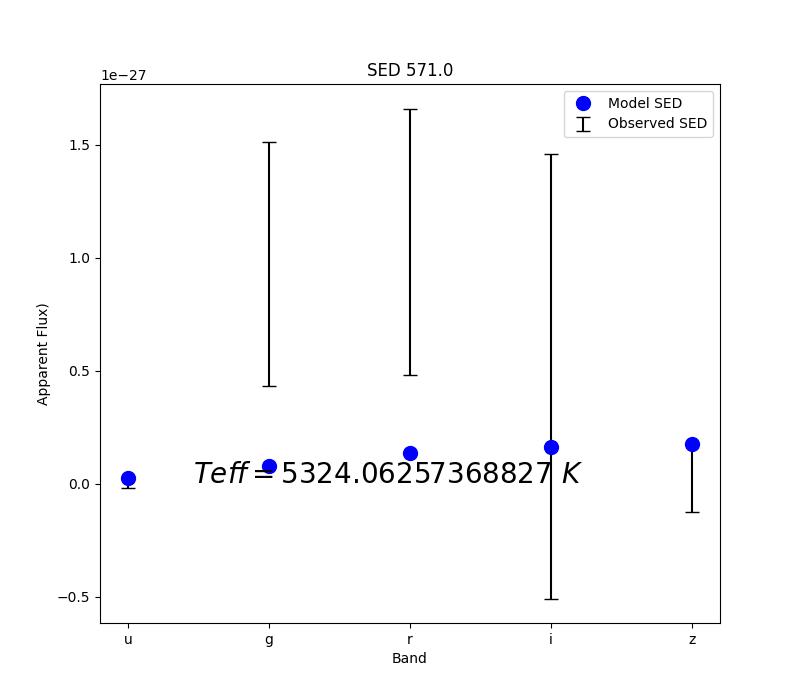 SED 571.0
1e−27
Model SED
Observed SED
1.5
1.0
0.5
0.0
−0.5
Apparent Flux)
Teff = 5324.06257368827 K
u g r i z
Band